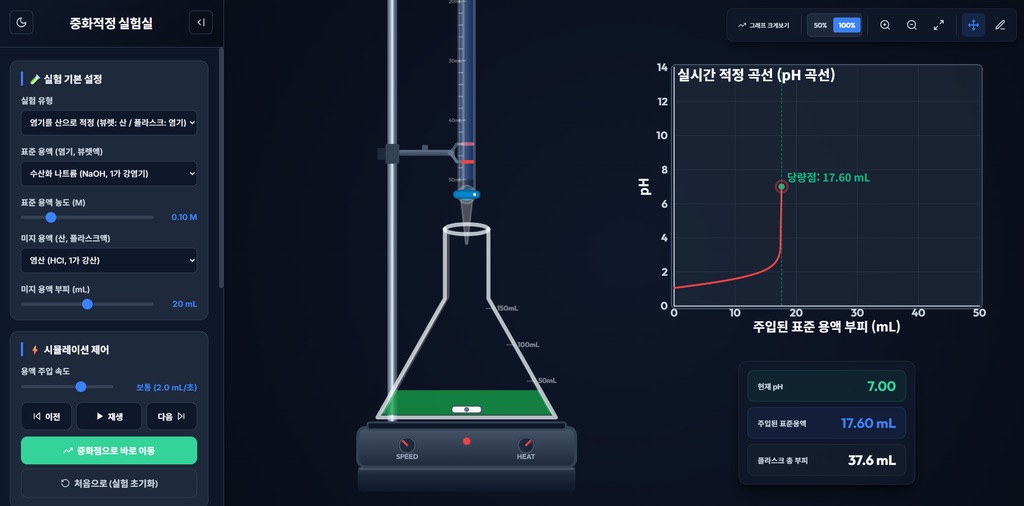 중화적정 실험실
🧪 실험 기본 설정
실험 유형
염기를 산으로 적정 (뷰렛: 산 / 플라스크: 염기)
표준 용액 (염기, 뷰렛액)
수산화 나트륨 (NaOH, 1가 강염기)
표준 용액 농도 (M)
0.10 M
미지 용액 (산, 플라스크액)
염산 (HCl, 1가 강산)
미지 용액 부피 (mL)
20 mL
⚡ 시뮬레이션 제어
용액 주입 속도
보통 (2.0 mL/초)
이전
재생
다음
중화점으로 바로 이동
처음으로 (실험 초기화)
30mL
40mL
50mL
150mL
100mL
50mL
SPEED
HEAT
그래프 크게보기
50%
100%
실시간 적정 곡선 (pH 곡선)
14
12
10
8
6
4
2
0
pH
당량점: 17.60 mL
0
10
20
30
40
50
주입된 표준 용액 부피 (mL)
현재 pH
7.00
주입된 표준용액
17.60 mL
플라스크 총 부피
37.6 mL